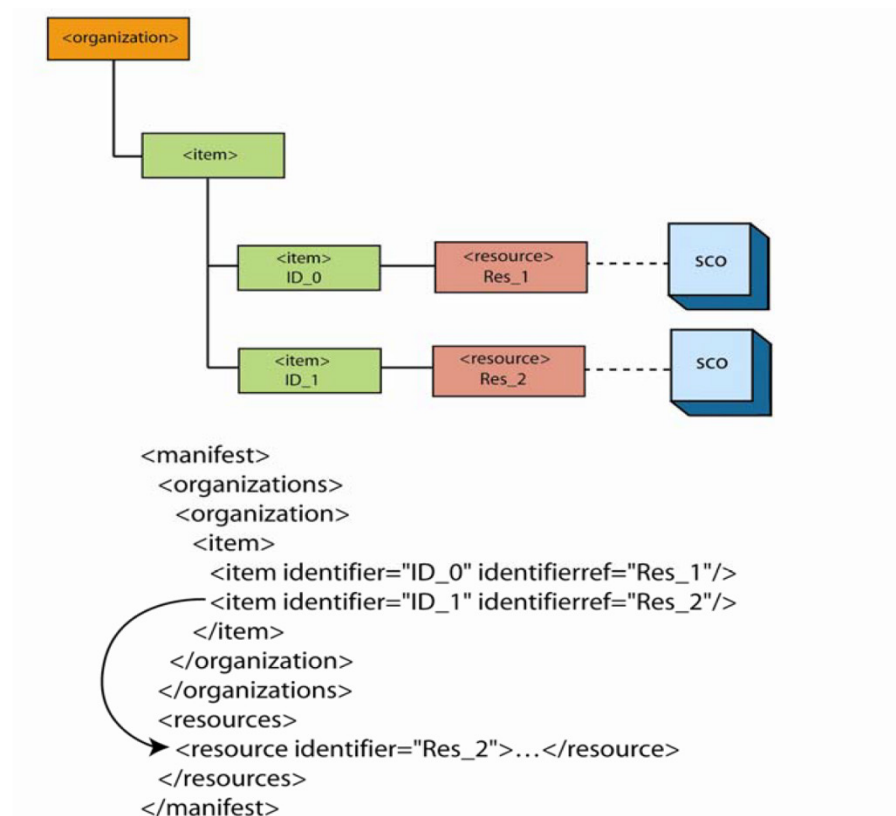 <organization>
<item>
<item>
ID_0
<resource>
Res_1
sco
<item>
ID_1
<resource>
Res_2
sco
<manifest>
<organizations>
<organization>
<item>
<item identifier="ID_0" identifierref="Res_1"/>
<item identifier="ID_1" identifierref="Res_2"/>
</item>
</organization>
</organizations>
<resources>
<resource identifier="Res_2">...</resource>
</resources>
</manifest>